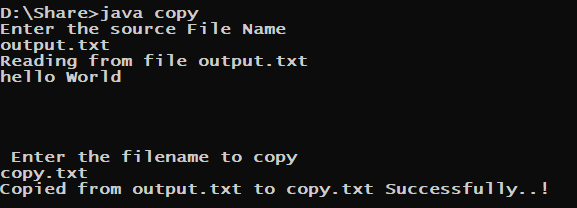 D:\Share>java copy
Enter the source File Name
output.txt
Reading from file output.txt
hello World
Enter the filename to copy
copy.txt
Copied from output.txt to copy.txt Successfully..!